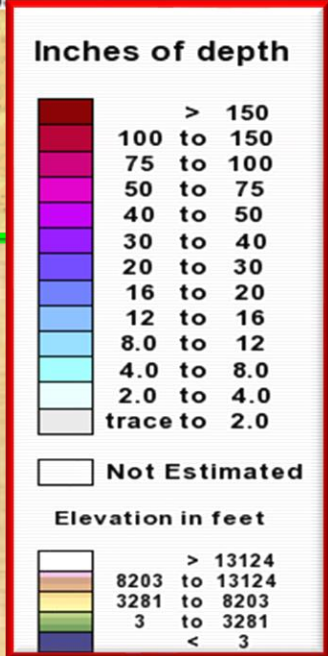 Inches of depth
> 150
100 to 150
75 to 100
50 to 75
40 to 50
30 to 40
20 to 30
16 to 20
12 to 16
8.0 to 12
4.0 to 8.0
2.0 to 4.0
trace to 2.0
Not Estimated
Elevation in feet
> 13124
8203 to 13124
3281 to 8203
3 to 3281
< 3